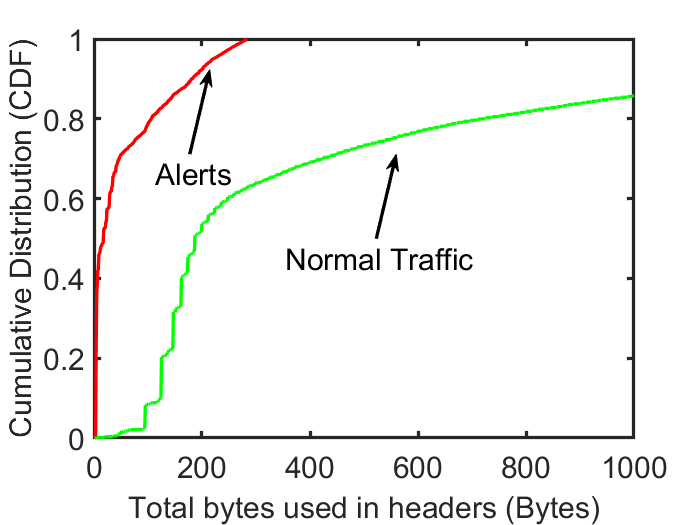 1
0.8
0.6
0.4
0.2
0
Cumulative Distribution (CDF)
Alerts
Normal Traffic
0 200 400 600 800 1000
Total bytes used in headers (Bytes)